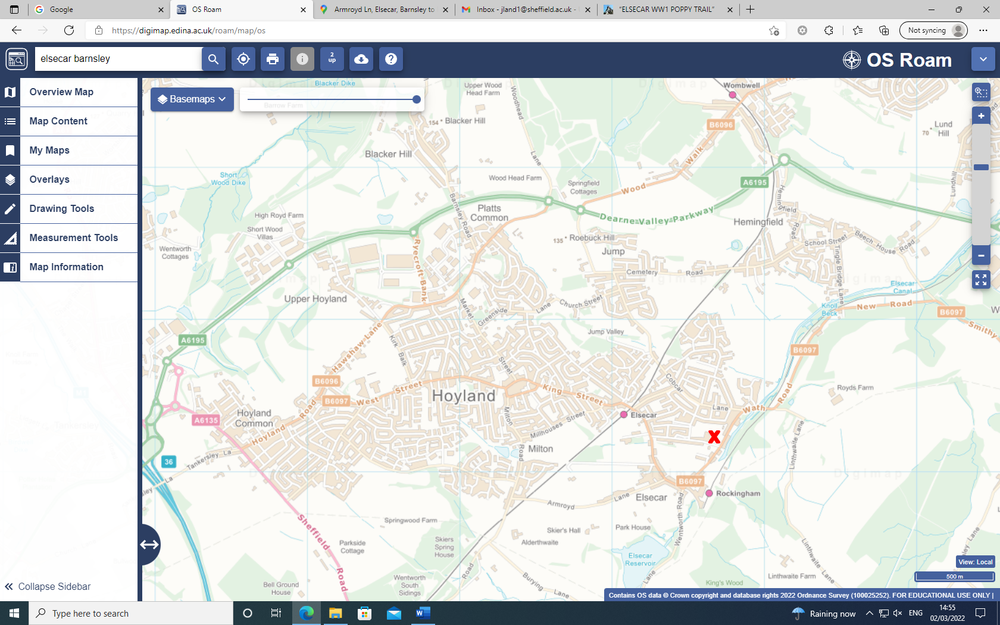 Google
OS Roam
Armroyd Ln, Elsecar, Barnsley to
Inbox - jland1@sheffield.ac.uk -
"ELSECAR WW1 POPPY TRAIL"
https://digimap.edina.ac.uk/roam/map/os
Not syncing
elsecar barnsley
2
up
OS Roam
Overview Map
Map Content
My Maps
Overlays
Drawing Tools
Measurement Tools
Map Information
Collapse Sidebar
Basemaps
Blacker Dike
Upper Wood
Head Farm
Woodhead
Lane
Wombwell
Barrow Farm
154 • Blacker Hill
B6096
Lund
Hill
70
Blacker Hill
Walk
Short
Wood Dike
Wood Head Farm
Springfield
Cottages
Wood
A6195
Lundhill
Hemingfield
Road
Barnsley Road
Platts
Common
Dearne Valley Parkway
High Royd Farm
Short Wood
Villas
Hemingfield
Wentworth
Cottages
135 • Roebuck Hill
Jump
School Street
Beech House Road
Tingle Bridge Lane
Ryecroft Bank
Cemetery Road
Digimap
Elsecar
Canal
Upper Hoyland
Market
Street
Greenside
Lane
Church Street
Knoll
Beck
New Road
B6097
Smithy
Jump Valley
A6195
Hawshaw Lane
Kirk
Balk
B6097
B6096
Cobcar
Lane
Royds Farm
West Street
B6097
Hoyland
King Street
Hoyland
Common
Hoyland Road
A6135
Milton
Road
Millhouses Street
Elsecar
Wath Road
X
Linthwaite Lane
Milton
Tankersley La
36
Digimap
B6097
Armroyd Lane
Elsecar
Rockingham
Wentworth Road
Sheffield Road
Springwood Farm
Skier's Hall
Park House
Parkside
Cottage
Skiers
Spring
House
Alderthwaite
Linthwaite Lane
Elsecar
Reservoir
Lane
View: Local
500 m
Bell Ground
House
Wentworth
South
Sidings
Road
Burying Lane
King's Wood
Linthwaite Farm
Contains OS data © Crown copyright and database rights 2022 Ordnance Survey (100025252). FOR EDUCATIONAL USE ONLY |
Type here to search
Raining now
ENG
14:55
02/03/2022